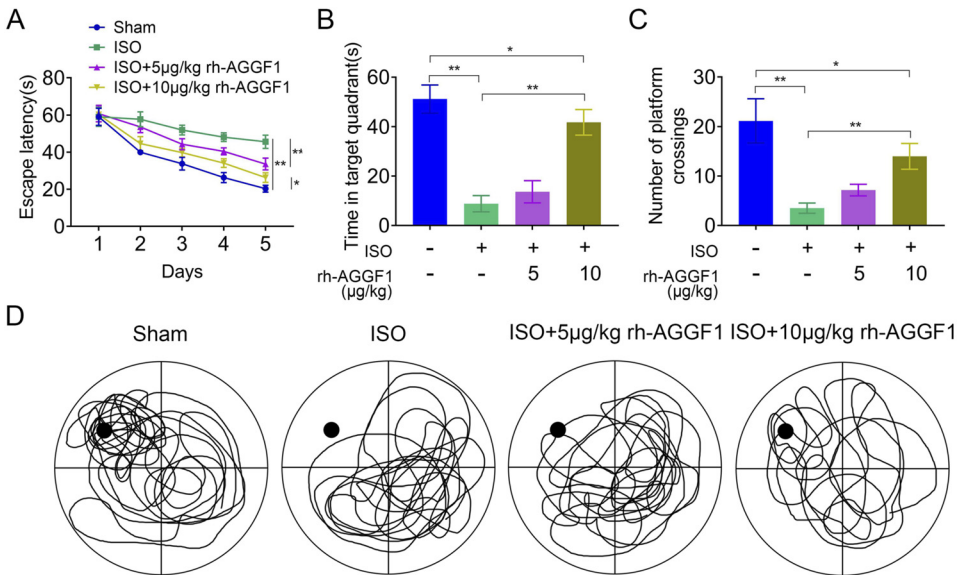 A
Sham
ISO
ISO+5µg/kg rh-AGGF1
ISO+10µg/kg rh-AGGF1
Escape latency(s)
80
60
40
20
0
1 2 3 4 5
Days
**
**
*
B
Time in target quadrant(s)
60
40
20
0
*
**
**
- + + + ISO
- - 5 10 rh-AGGF1
(µg/kg)
C
Number of platform
crossings
30
20
10
0
*
**
**
- + + + ISO
- - 5 10 rh-AGGF1
(µg/kg)
D
Sham
ISO
ISO+5µg/kg rh-AGGF1
ISO+10µg/kg rh-AGGF1